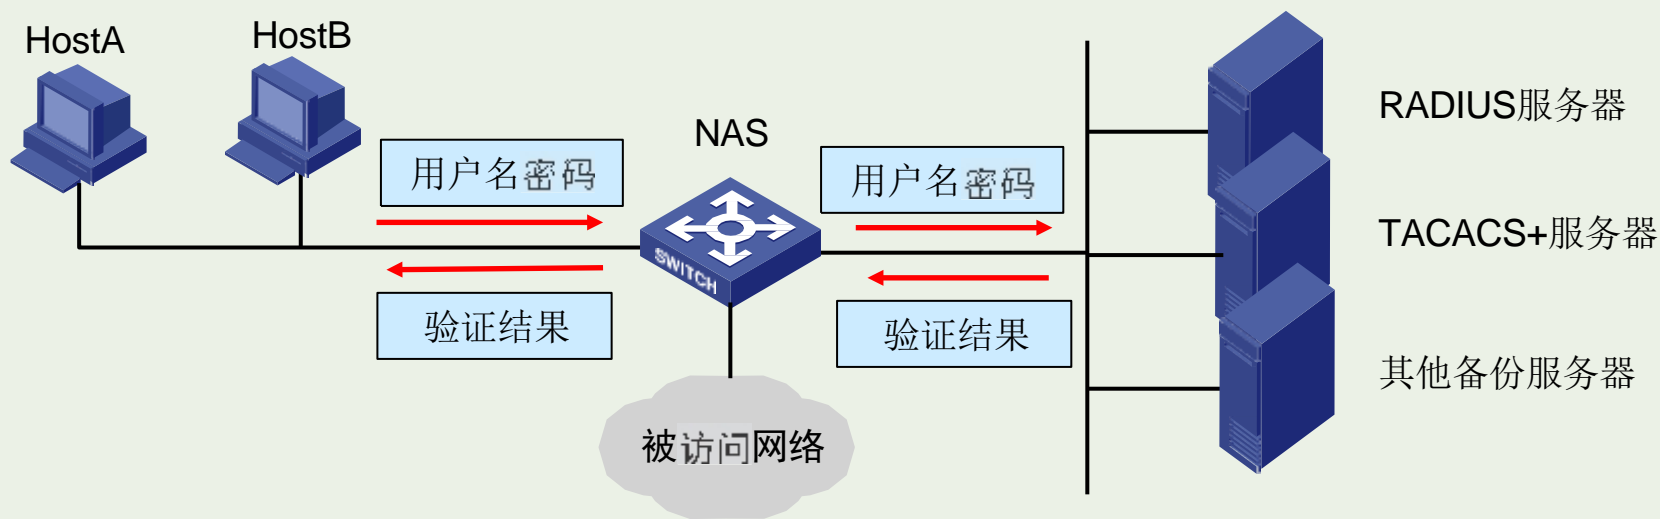 HostA
HostB
NAS
RADIUS服务器
用户名密码
用户名密码
TACACS+服务器
SWITCH
验证结果
验证结果
其他备份服务器
被访问网络